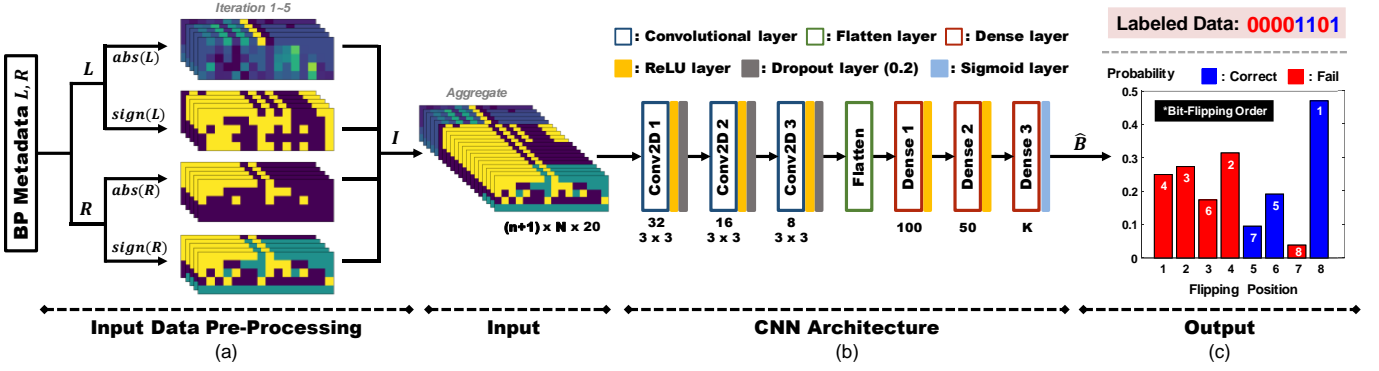 BP Metadata L, R
L
R
abs(L)
sign(L)
abs(R)
sign(R)
Iteration 1~5
I
Aggregate
(n+1) x N x 20
: Convolutional layer
: Flatten layer
: Dense layer
: ReLU layer
: Dropout layer (0.2)
: Sigmoid layer
Conv2D 1
Conv2D 2
Conv2D 3
Flatten
Dense 1
Dense 2
Dense 3
32
3 x 3
16
3 x 3
8
3 x 3
100
50
K
B̂
Labeled Data: 00001101
Probability
: Correct
: Fail
*Bit-Flipping Order
0.5
0.4
0.3
0.2
0.1
0
4
3
6
2
7
5
8
1
1 2 3 4 5 6 7 8
Flipping Position
Input Data Pre-Processing
Input
CNN Architecture
Output
(a)
(b)
(c)